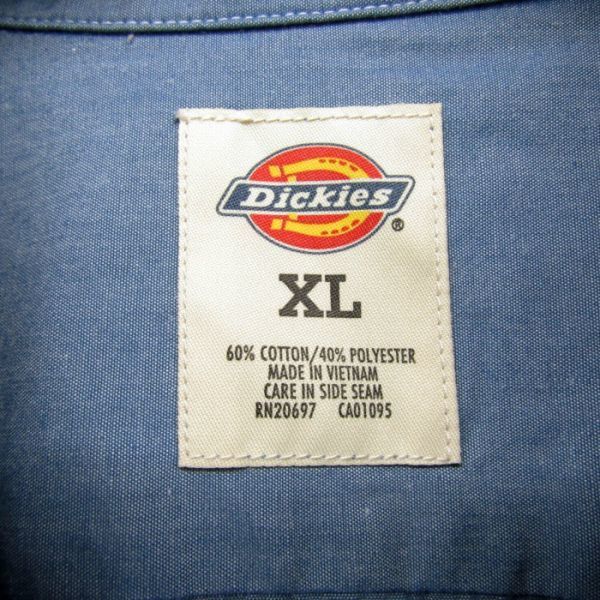 Dickies
®
XL
60% COTTON/40% POLYESTER
MADE IN VIETNAM
CARE IN SIDE SEAM
RN20697 CA01095